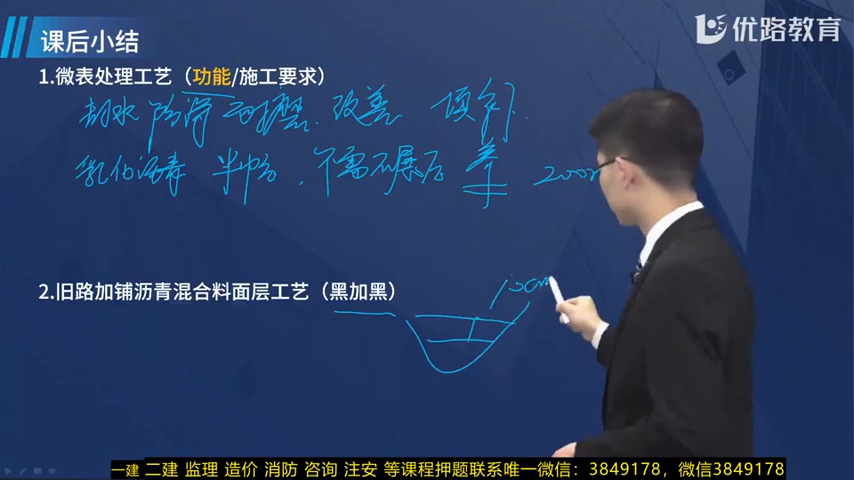 课后小结
优路教育
1.微表处理工艺（功能/施工要求）
封水 防滑 耐磨 改善
乳化沥青 半幅 不需碾压 养 200m
2.旧路加铺沥青混合料面层工艺（黑加黑）
10cm
一建 二建 监理 造价 消防 咨询 注安 等课程押题联系唯一微信：3849178，微信3849178